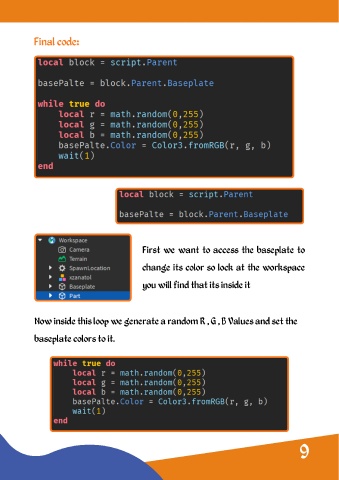 Final code:
local block = script.Parent
basePalte = block.Parent.Baseplate
while true do
local r = math.random(0,255)
local g = math.random(0,255)
local b = math.random(0,255)
basePalte.Color = Color3.fromRGB(r, g, b)
wait(1)
end
local block = script.Parent
basePalte = block.Parent.Baseplate
Workspace
Camera
Terrain
SpawnLocation
xzanatol
Baseplate
Part
First we want to access the baseplate to
change its color so lock at the workspace
you will find that its inside it
Now inside this loop we generate a random R , G , B Values and set the
baseplate colors to it.
while true do
local r = math.random(0,255)
local g = math.random(0,255)
local b = math.random(0,255)
basePalte.Color = Color3.fromRGB(r, g, b)
wait(1)
end
9